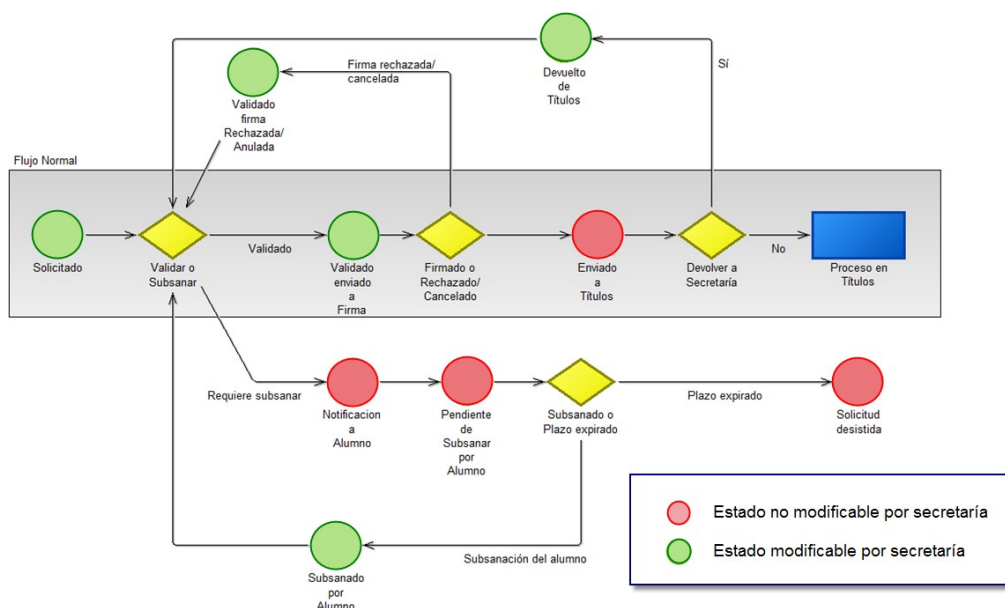 Devuelto
de
Títulos
Sí
Firma rechazada/
cancelada
Validado
firma
Rechazada/
Anulada
Flujo Normal
Solicitado
Validar o
Subsanar
Validado
Validado
enviado
a
Firma
Firmado o
Rechazado/
Cancelado
Enviado
a
Títulos
Devolver a
Secretaría
No
Proceso en
Títulos
Requiere subsanar
Notificacion
a
Alumno
Pendiente
de
Subsanar
por
Alumno
Subsanado o
Plazo expirado
Plazo expirado
Solicitud
desistida
Subsanación del alumno
Subsanado
por
Alumno
Estado no modificable por secretaría
Estado modificable por secretaría